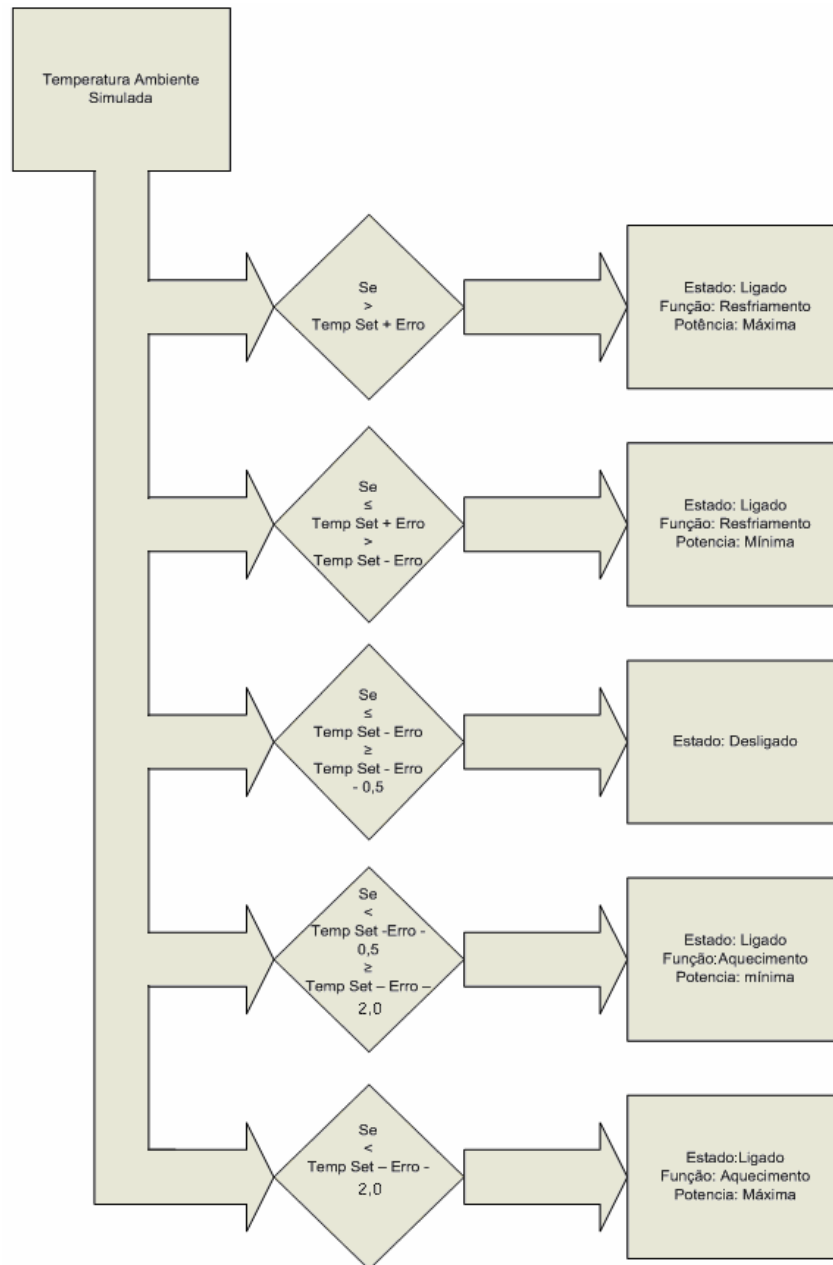 Temperatura Ambiente
Simulada
Se
>
Temp Set + Erro
Estado: Ligado
Função: Resfriamento
Potência: Máxima
Se
≤
Temp Set + Erro
>
Temp Set - Erro
Estado: Ligado
Função: Resfriamento
Potencia: Mínima
Se
≤
Temp Set - Erro
≥
Temp Set - Erro
- 0,5
Estado: Desligado
Se
<
Temp Set -Erro -
0,5
≥
Temp Set – Erro –
2,0
Estado: Ligado
Função:Aquecimento
Potencia: mínima
Se
<
Temp Set – Erro -
2,0
Estado:Ligado
Função: Aquecimento
Potencia: Máxima